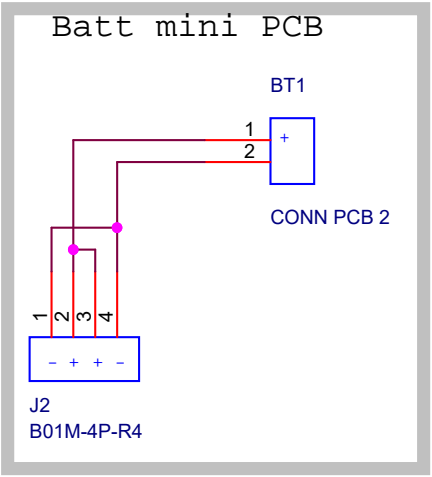 Batt mini PCB
BT1
1
2
+
CONN PCB 2
1 2 3 4
- + + -
J2
B01M-4P-R4